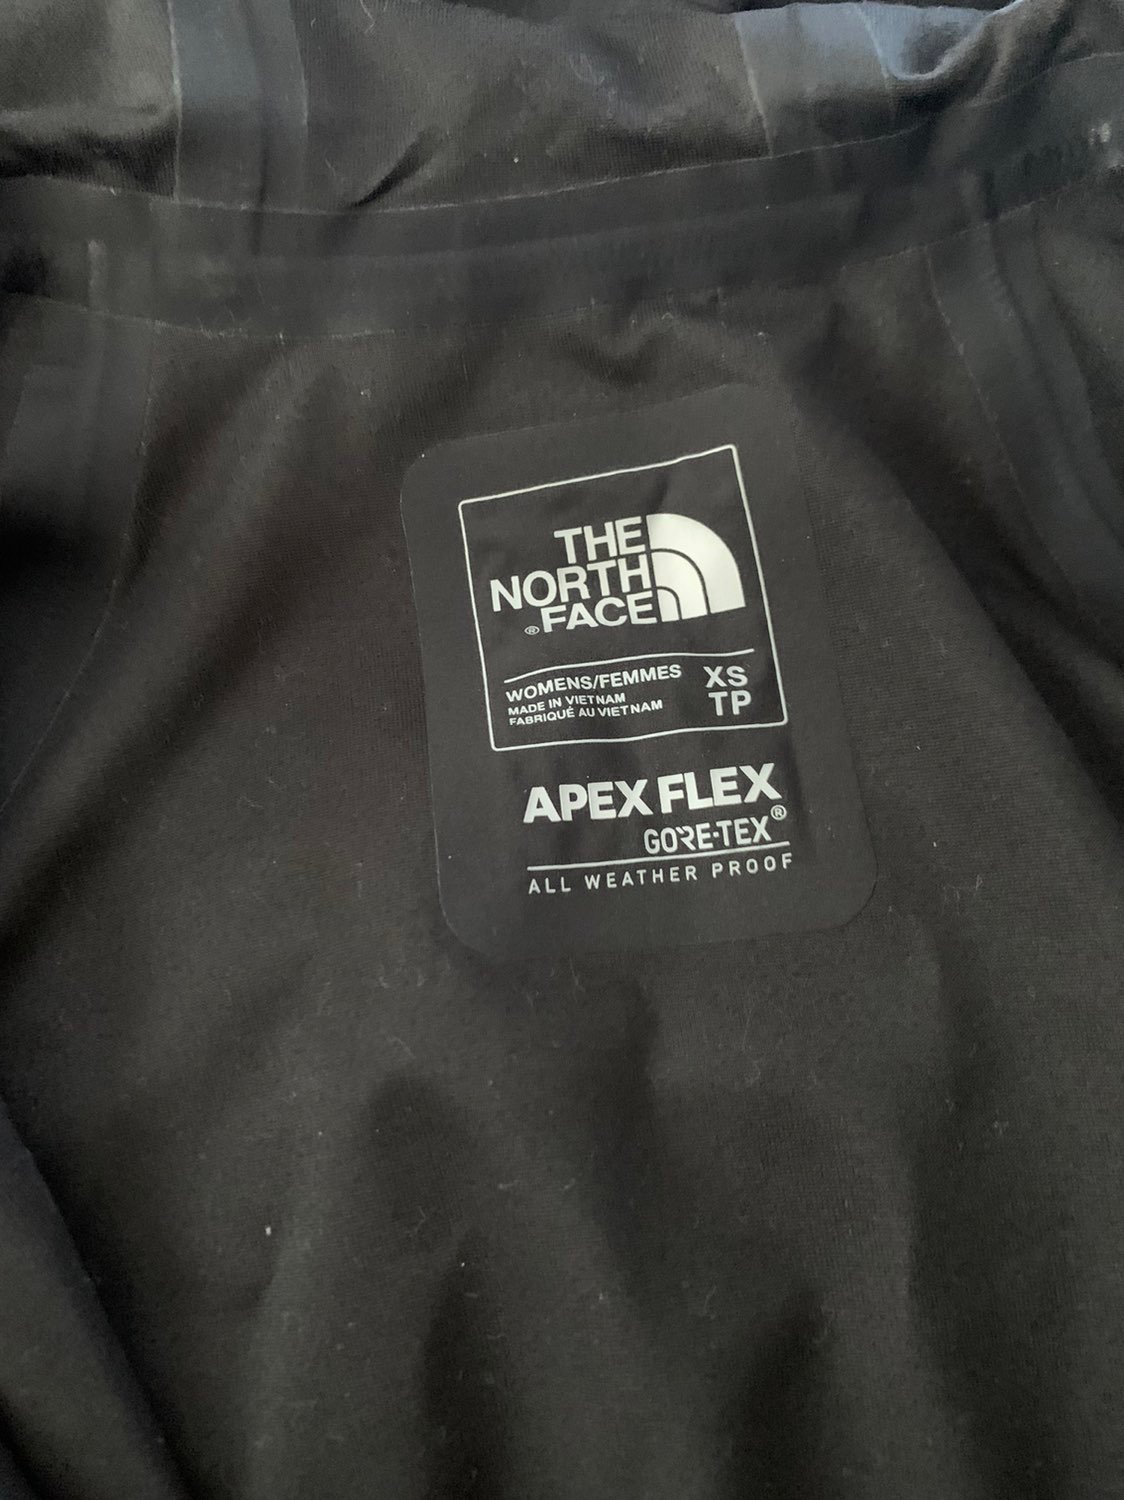 THE
NORTH
® FACE
WOMENS/FEMMES XS
MADE IN VIETNAM TP
FABRIQUÉ AU VIETNAM
APEX FLEX
GORE-TEX®
ALL WEATHER PROOF